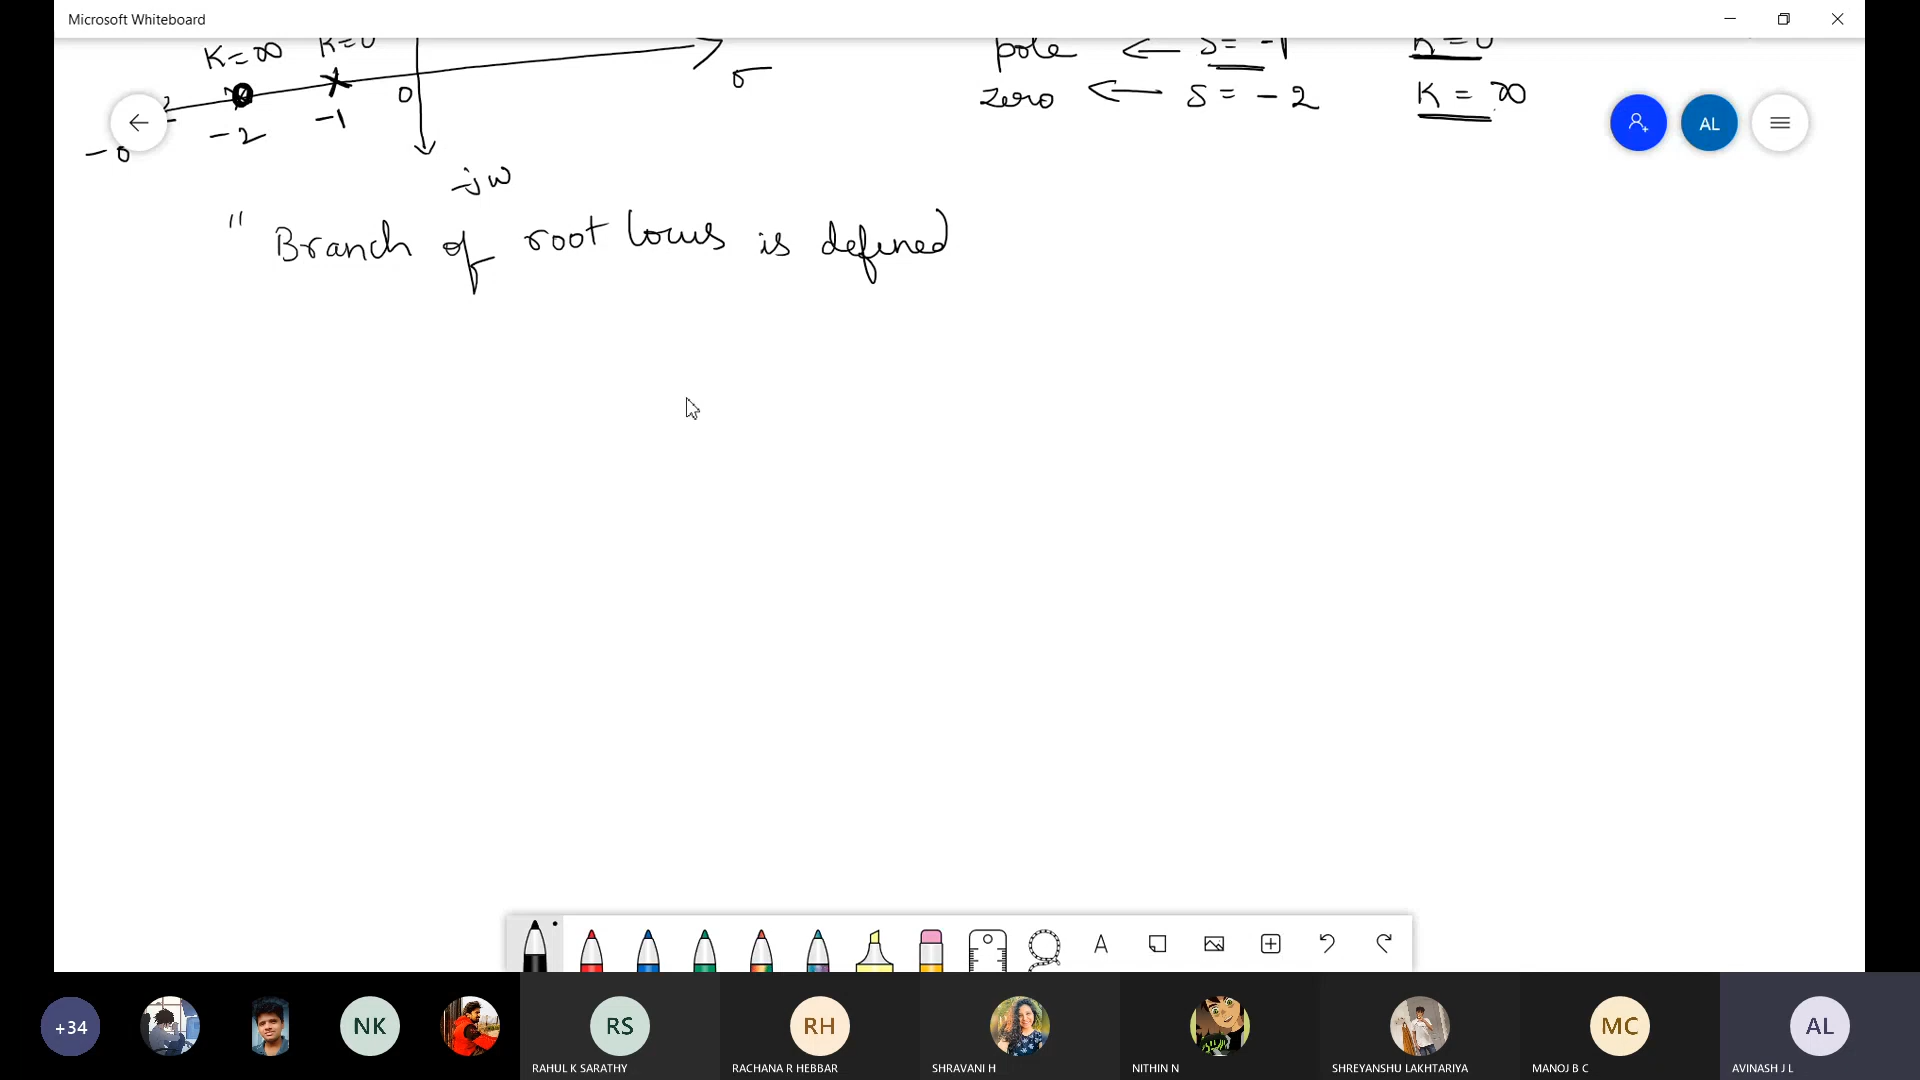 Microsoft Whiteboard
K=∞ K=0
pole ← S= -1 K=0
σ
0
zero ← S = -2 K = ∞
-1
-2
AL
-jω
" Branch of root locus is defined
A
+34
NK
RS
RH
MC
AL
RAHUL K SARATHY
RACHANA R HEBBAR
SHRAVANI H
NITHIN N
SHREYANSHU LAKHTARIYA
MANOJ B C
AVINASH J L